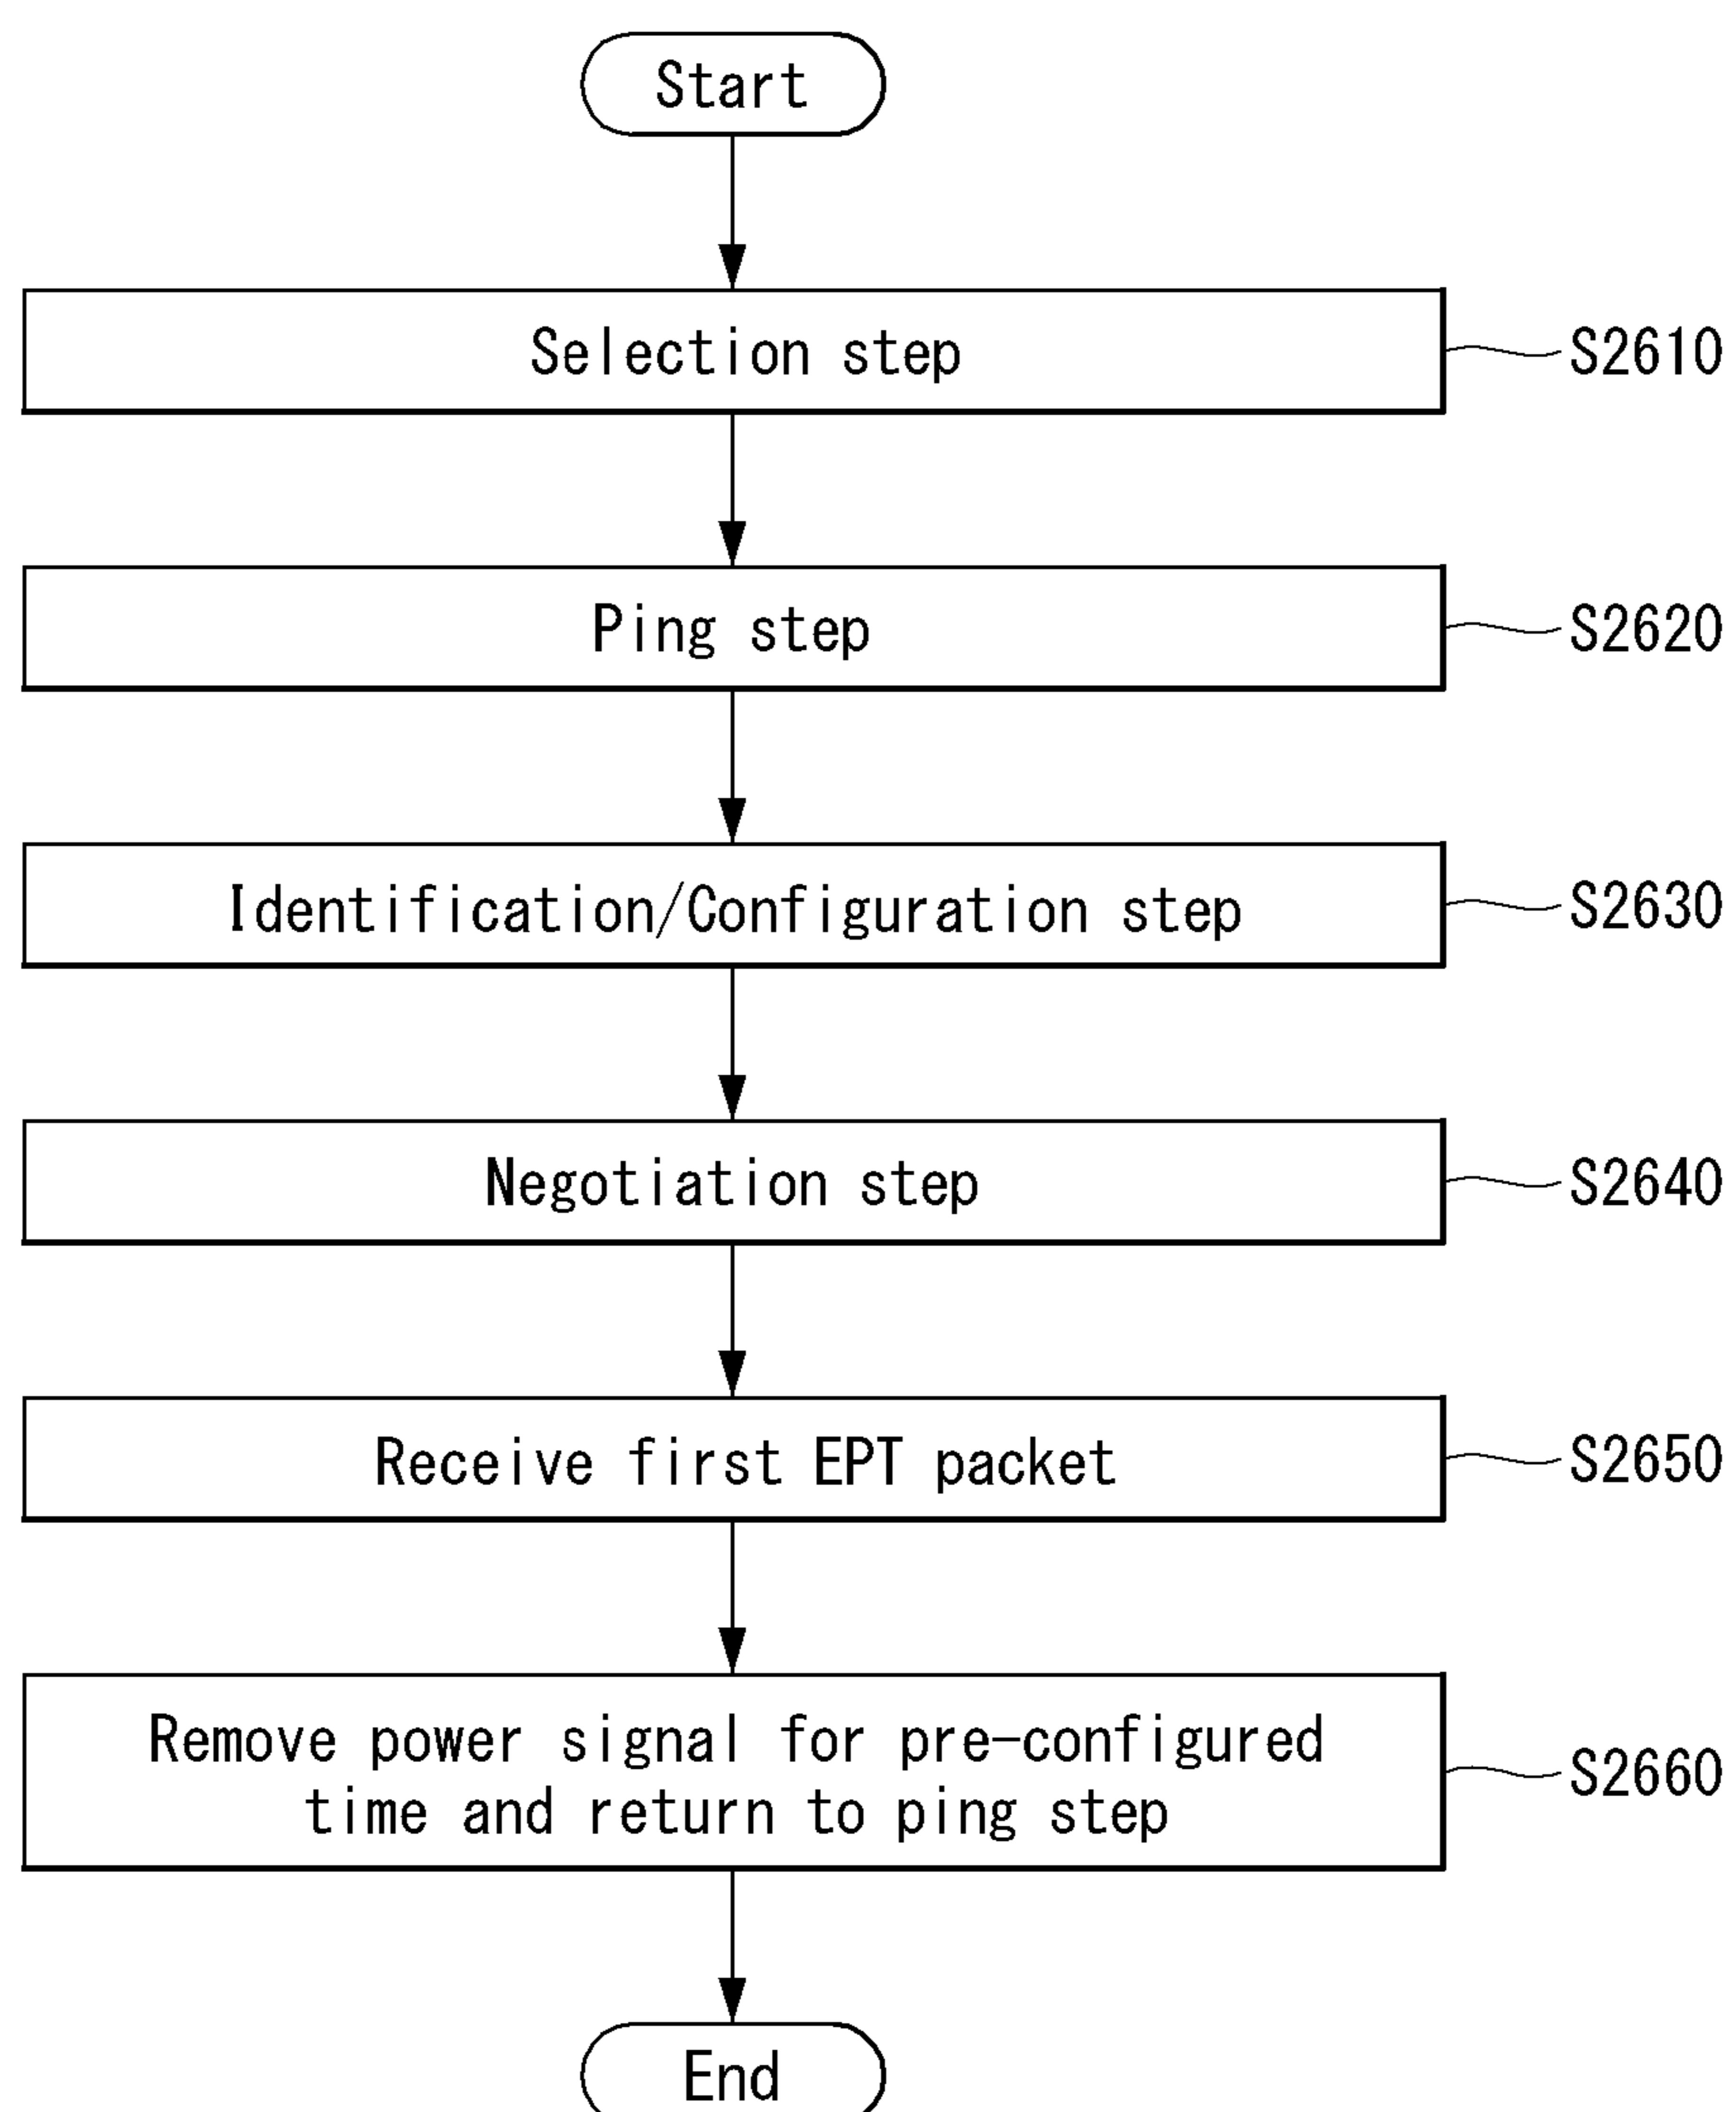 Start
Selection step
S2610
Ping step
S2620
Identification/Configuration step
S2630
Negotiation step
S2640
Receive first EPT packet
S2650
Remove power signal for pre-configured
time and return to ping step
S2660
End